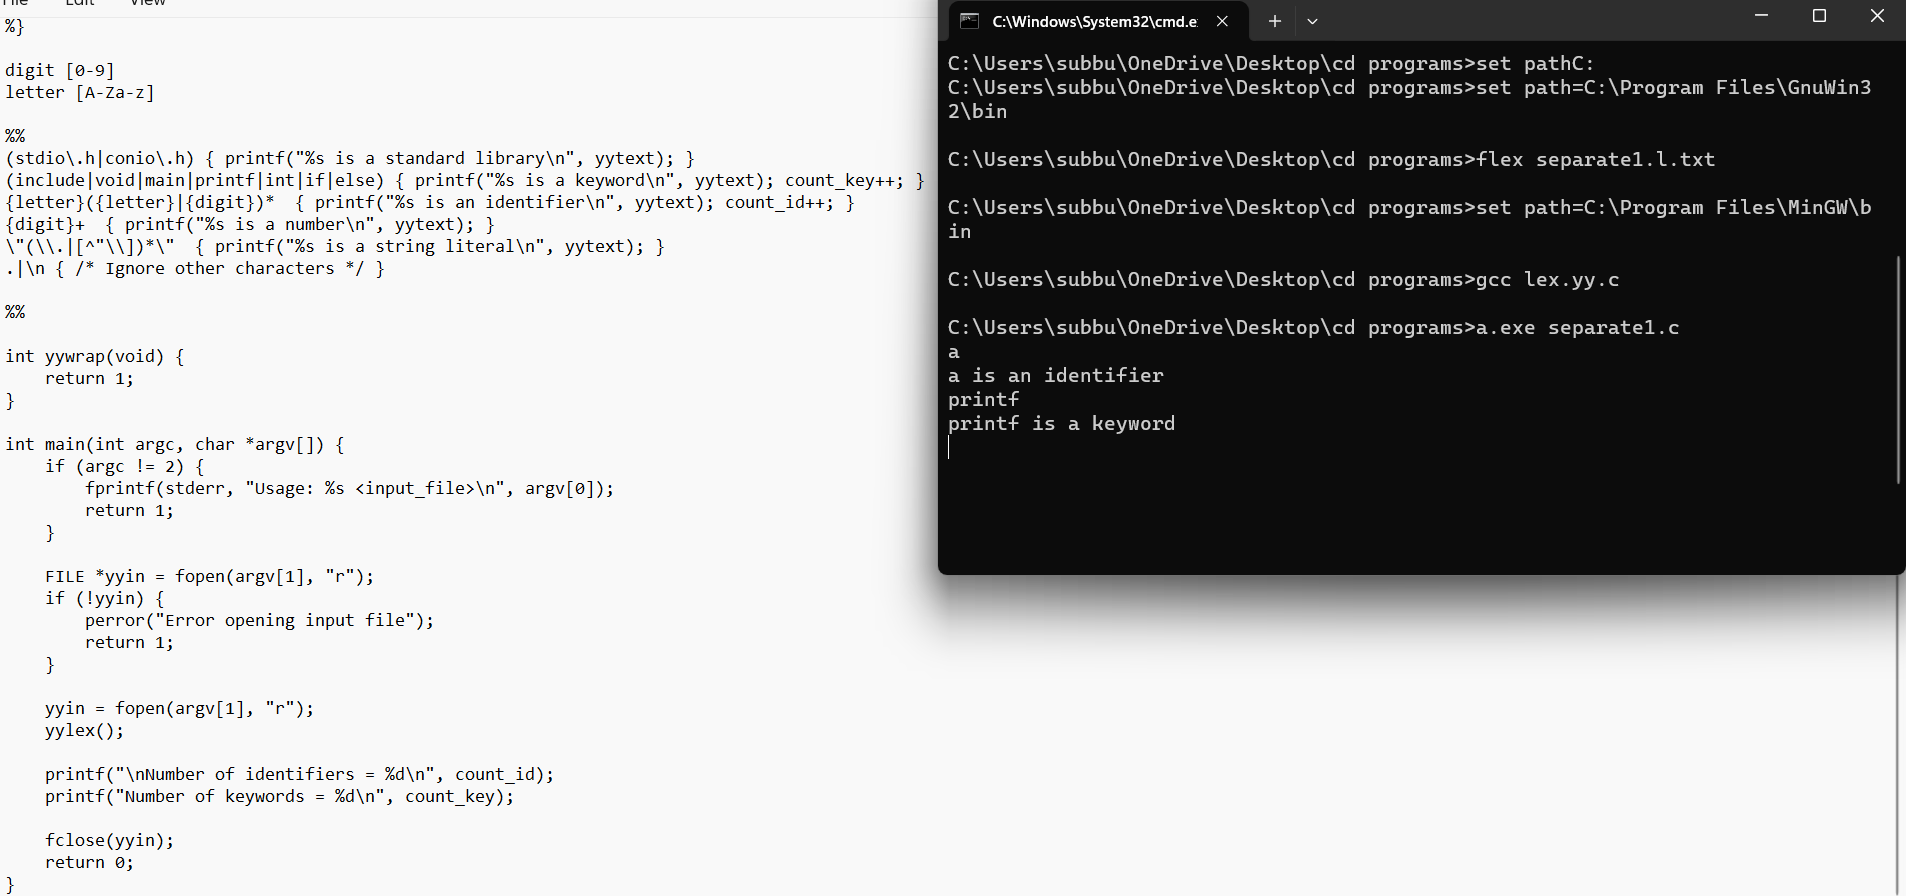 File Edit View
%}
digit [0-9]
letter [A-Za-z]
%%
(stdio\.h|conio\.h) { printf("%s is a standard library\n", yytext); }
(include|void|main|printf|int|if|else) { printf("%s is a keyword\n", yytext); count_key++; }
{letter}({letter}|{digit})*  { printf("%s is an identifier\n", yytext); count_id++; }
{digit}+  { printf("%s is a number\n", yytext); }
\"(\\.|[^"\\])*\"  { printf("%s is a string literal\n", yytext); }
.|\n { /* Ignore other characters */ }
%%
int yywrap(void) {
    return 1;
}
int main(int argc, char *argv[]) {
    if (argc != 2) {
        fprintf(stderr, "Usage: %s <input_file>\n", argv[0]);
        return 1;
    }
    FILE *yyin = fopen(argv[1], "r");
    if (!yyin) {
        perror("Error opening input file");
        return 1;
    }
    yyin = fopen(argv[1], "r");
    yylex();
    printf("\nNumber of identifiers = %d\n", count_id);
    printf("Number of keywords = %d\n", count_key);
    fclose(yyin);
    return 0;
}
C:\Windows\System32\cmd.e
C:\Users\subbu\OneDrive\Desktop\cd programs>set pathC:
C:\Users\subbu\OneDrive\Desktop\cd programs>set path=C:\Program Files\GnuWin3
2\bin
C:\Users\subbu\OneDrive\Desktop\cd programs>flex separate1.l.txt
C:\Users\subbu\OneDrive\Desktop\cd programs>set path=C:\Program Files\MinGW\b
in
C:\Users\subbu\OneDrive\Desktop\cd programs>gcc lex.yy.c
C:\Users\subbu\OneDrive\Desktop\cd programs>a.exe separate1.c
a
a is an identifier
printf
printf is a keyword